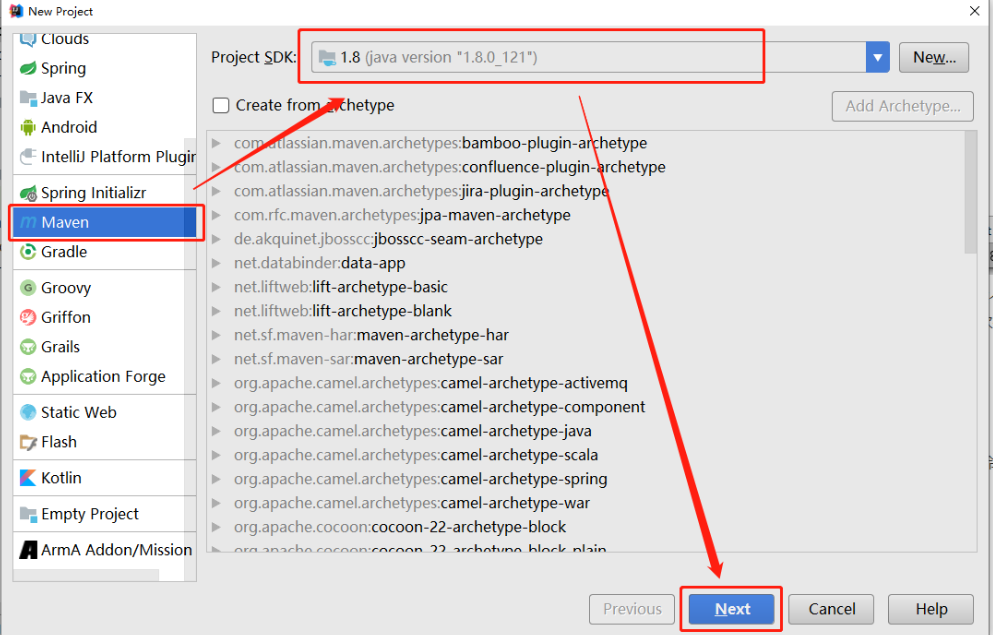 New Project
Clouds
Spring
Java FX
Android
IntelliJ Platform Plugin
Spring Initializr
Maven
Gradle
Groovy
Griffon
Grails
Application Forge
Static Web
Flash
Kotlin
Empty Project
ArmA Addon/Mission
Project SDK: 1.8 (java version "1.8.0_121") New...
Create from archetype Add Archetype...
com.atlassian.maven.archetypes:bamboo-plugin-archetype
com.atlassian.maven.archetypes:confluence-plugin-archetype
com.atlassian.maven.archetypes:jira-plugin-archetype
com.rfc.maven.archetypes:jpa-maven-archetype
de.akquinet.jbosscc:jbosscc-seam-archetype
net.databinder:data-app
net.liftweb:lift-archetype-basic
net.liftweb:lift-archetype-blank
net.sf.maven-har:maven-archetype-har
net.sf.maven-sar:maven-archetype-sar
org.apache.camel.archetypes:camel-archetype-activemq
org.apache.camel.archetypes:camel-archetype-component
org.apache.camel.archetypes:camel-archetype-java
org.apache.camel.archetypes:camel-archetype-scala
org.apache.camel.archetypes:camel-archetype-spring
org.apache.camel.archetypes:camel-archetype-war
org.apache.cocoon:cocoon-22-archetype-block
org.apache.cocoon:cocoon-22-archetype-block-plain
Previous Next Cancel Help